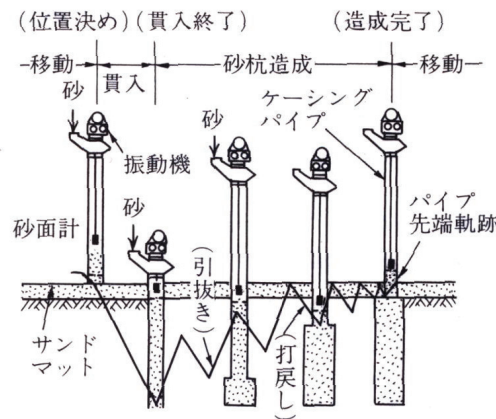 (位置決め)(貫入終了) (造成完了)
移動 貫入 砂杭造成 移動
砂 砂 ケーシング
パイプ
振動機
砂面計 砂 パイプ
先端軌跡
(引抜き)
(打戻し)
サンド
マット